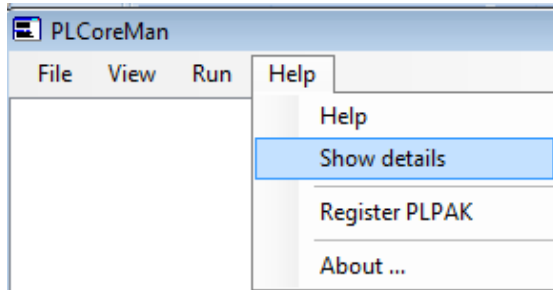 PLCoreMan
File View Run Help
Help
Show details
Register PLPAK
About ...